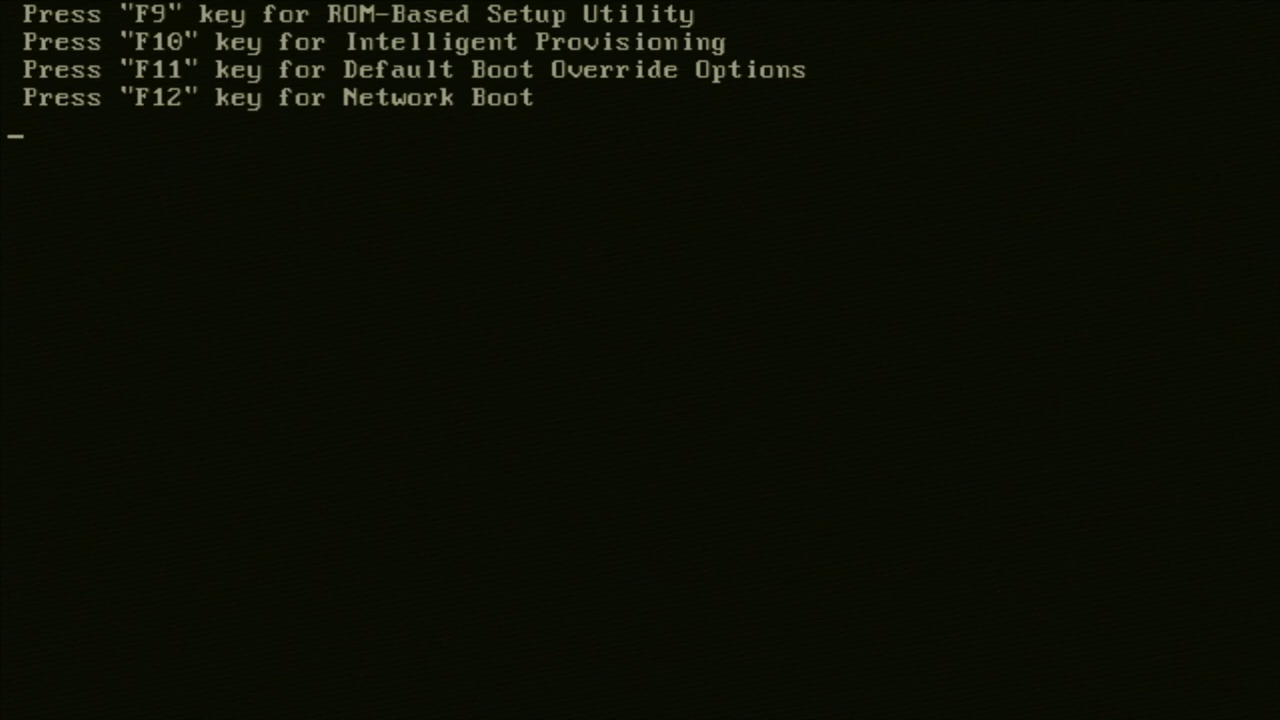 Press "F9" key for ROM-Based Setup Utility
Press "F10" key for Intelligent Provisioning
Press "F11" key for Default Boot Override Options
Press "F12" key for Network Boot
_